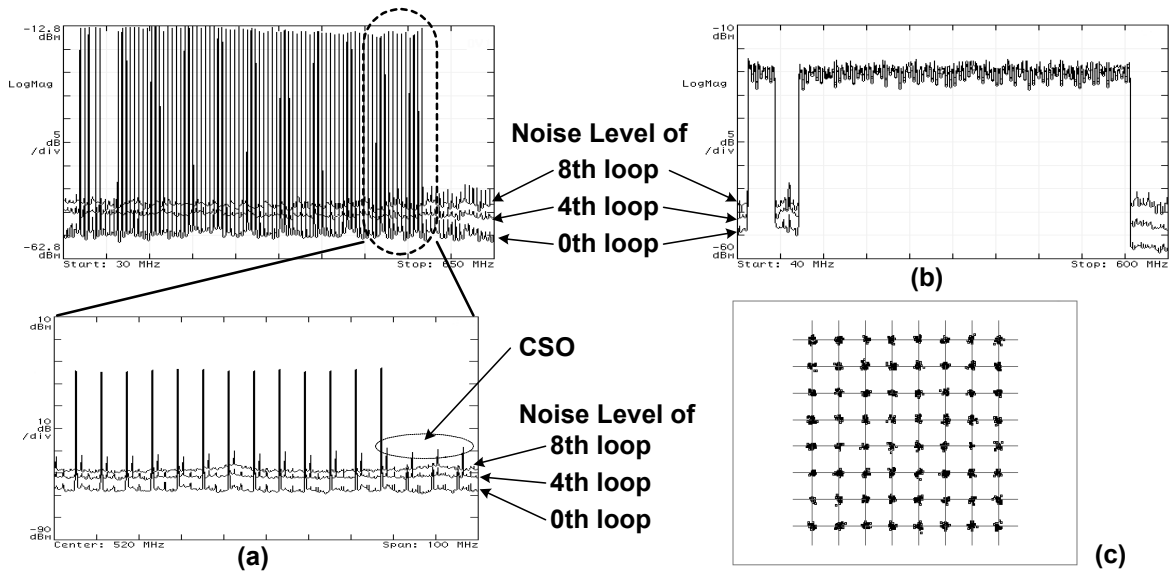 -12.8
dBm
LogMag
5
dB
/div
-62.8
dBm
Start: 30 MHz
Stop: 650 MHz
Noise Level of
8th loop
4th loop
0th loop
-10
dBm
LogMag
5
dB
/div
-60
dBm
Start: 40 MHz
Stop: 600 MHz
(b)
10
dBm
10
dB
/div
-90
dBm
Center: 520 MHz
Span: 100 MHz
(a)
CSO
Noise Level of
8th loop
4th loop
0th loop
(c)